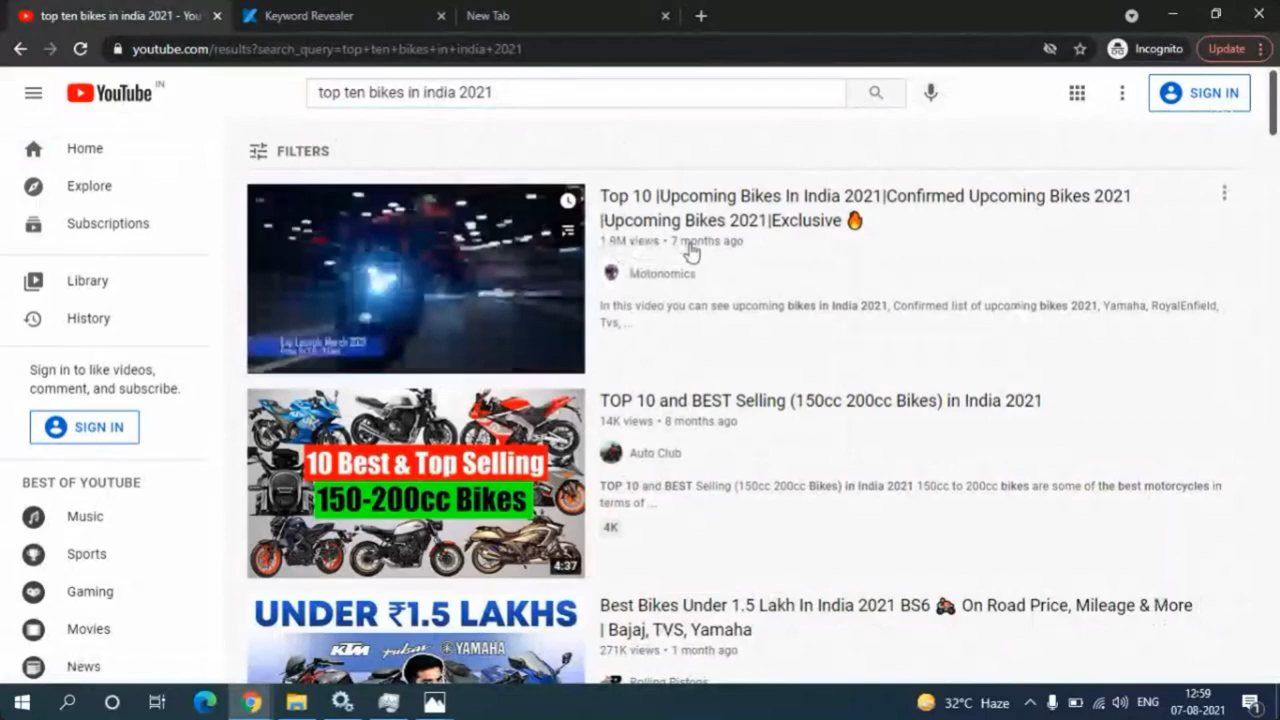 top ten bikes in india 2021 - You
Keyword Revealer
New Tab
youtube.com/results?search_query=top+ten+bikes+in+india+2021
Incognito
Update
YouTube IN
top ten bikes in india 2021
SIGN IN
Home
Explore
Subscriptions
Library
History
Sign in to like videos,
comment, and subscribe.
SIGN IN
BEST OF YOUTUBE
Music
Sports
Gaming
Movies
News
FILTERS
Top 10 |Upcoming Bikes In India 2021|Confirmed Upcoming Bikes 2021
|Upcoming Bikes 2021|Exclusive 🔥
1.9M views • 7 months ago
Motonomics
In this video you can see upcoming bikes in India 2021, Confirmed list of upcoming bikes 2021, Yamaha, RoyalEnfield,
Tvs, ...
10 Best & Top Selling
150-200cc Bikes
4:37
TOP 10 and BEST Selling (150cc 200cc Bikes) in India 2021
14K views • 8 months ago
Auto Club
TOP 10 and BEST Selling (150cc 200cc Bikes) in India 2021 150cc to 200cc bikes are some of the best motorcycles in
terms of ...
4K
UNDER ₹1.5 LAKHS
KTM pulsar YAMAHA
Best Bikes Under 1.5 Lakh In India 2021 BS6 🏍 On Road Price, Mileage & More
| Bajaj, TVS, Yamaha
271K views • 1 month ago
Rolling Pistons
32°C Haze
ENG
12:59
07-08-2021